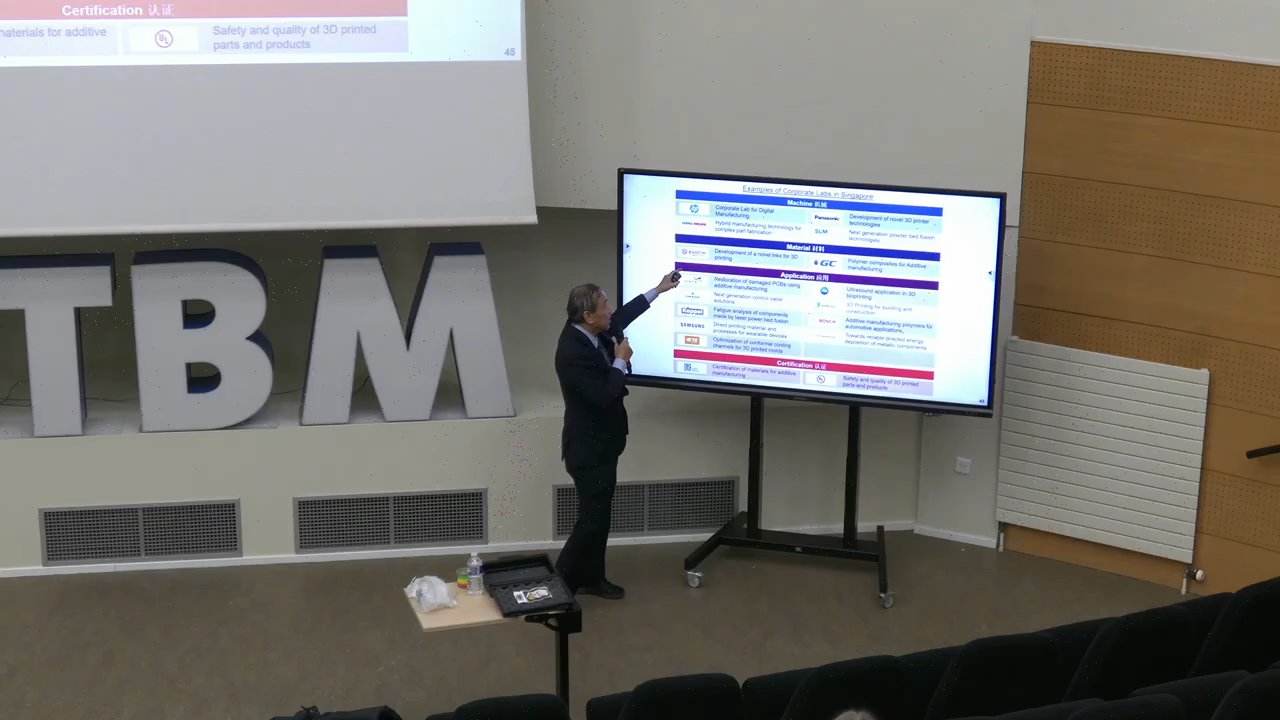 Certification 认证
materials for additive
Safety and quality of 3D printed
parts and products
45
TBM
Examples of Corporate Labs in Singapore
Machine 机械
Corporate Lab for Digital
Manufacturing
Panasonic
Development of novel 3D printer
technologies
Hybrid manufacturing technology for
complex part fabrication
SLM
Next generation powder bed fusion
technologies
Material 材料
Development of a novel inks for 3D
printing
GC
Polymer composites for Additive
manufacturing
Application 应用
Restoration of damaged PCBs using
additive manufacturing
Ultrasound application in 3D
bioprinting
Next generation control valve
solutions
3D Printing for building and
construction
Fatigue analysis of components
made by laser power bed fusion
BOSCH
Additive manufacturing polymers for
automotive applications
SAMSUNG
Direct printing material and
processes for wearable devices
Towards reliable directed energy
deposition of metallic components
Optimization of conformal cooling
channels for 3D printed molds
Certification 认证
Certification of materials for additive
manufacturing
Safety and quality of 3D printed
parts and products
45